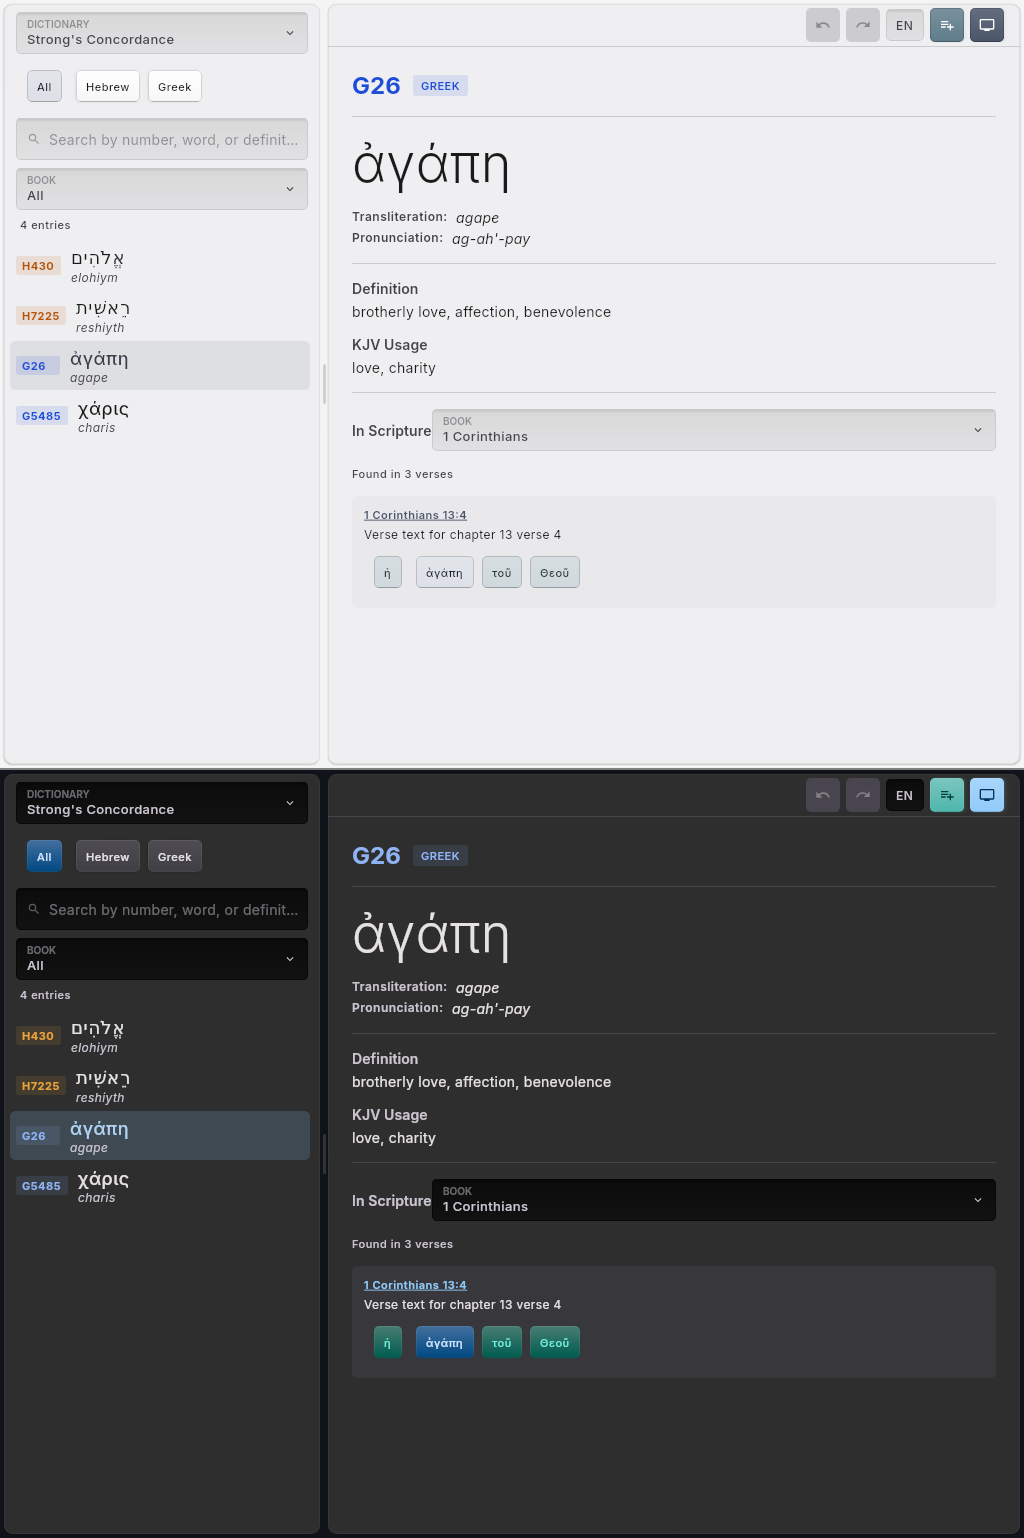 DICTIONARY
Strong's Concordance
All
Hebrew
Greek
Search by number, word, or definit...
BOOK
All
4 entries
H430
אֱלֹהִים
elohiym
H7225
רֵאשִׁית
reshiyth
G26
ἀγάπη
agape
G5485
χάρις
charis
EN
G26
GREEK
ἀγάπη
Transliteration: agape
Pronunciation: ag-ah'-pay
Definition
brotherly love, affection, benevolence
KJV Usage
love, charity
In Scripture
BOOK
1 Corinthians
Found in 3 verses
1 Corinthians 13:4
Verse text for chapter 13 verse 4
ἡ
ἀγάπη
τοῦ
Θεοῦ
DICTIONARY
Strong's Concordance
All
Hebrew
Greek
Search by number, word, or definit...
BOOK
All
4 entries
H430
אֱלֹהִים
elohiym
H7225
רֵאשִׁית
reshiyth
G26
ἀγάπη
agape
G5485
χάρις
charis
EN
G26
GREEK
ἀγάπη
Transliteration: agape
Pronunciation: ag-ah'-pay
Definition
brotherly love, affection, benevolence
KJV Usage
love, charity
In Scripture
BOOK
1 Corinthians
Found in 3 verses
1 Corinthians 13:4
Verse text for chapter 13 verse 4
ἡ
ἀγάπη
τοῦ
Θεοῦ